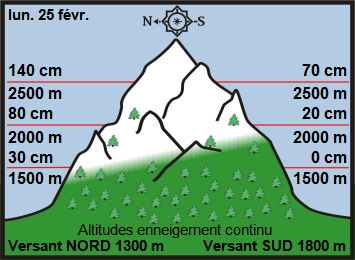 lun. 25 févr.
N S
140 cm 70 cm
2500 m 2500 m
80 cm 20 cm
2000 m 2000 m
30 cm 0 cm
1500 m 1500 m
Altitudes enneigement continu
Versant NORD 1300 m Versant SUD 1800 m